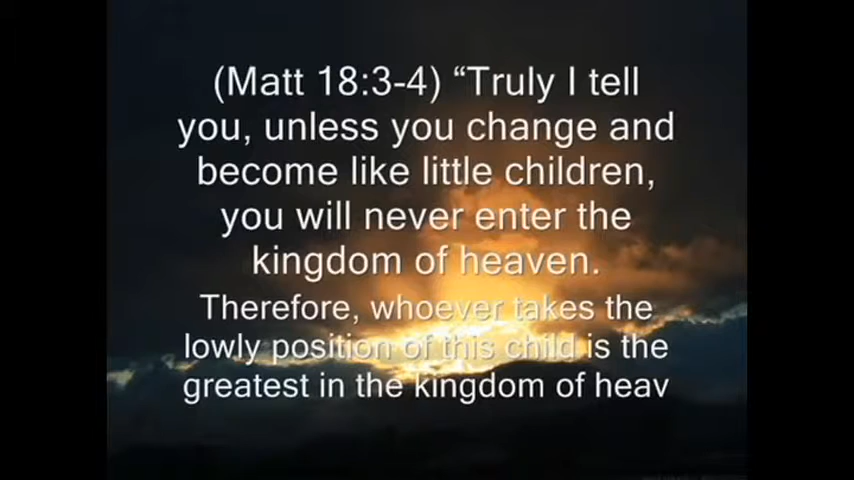 (Matt 18:3-4) “Truly I tell
you, unless you change and
become like little children,
you will never enter the
kingdom of heaven.
Therefore, whoever takes the
lowly position of this child is the
greatest in the kingdom of heav